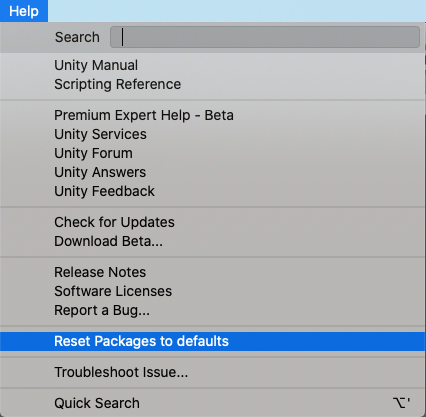 Help
Search
Unity Manual
Scripting Reference
Premium Expert Help - Beta
Unity Services
Unity Forum
Unity Answers
Unity Feedback
Check for Updates
Download Beta...
Release Notes
Software Licenses
Report a Bug...
Reset Packages to defaults
Troubleshoot Issue...
Quick Search ⌥'